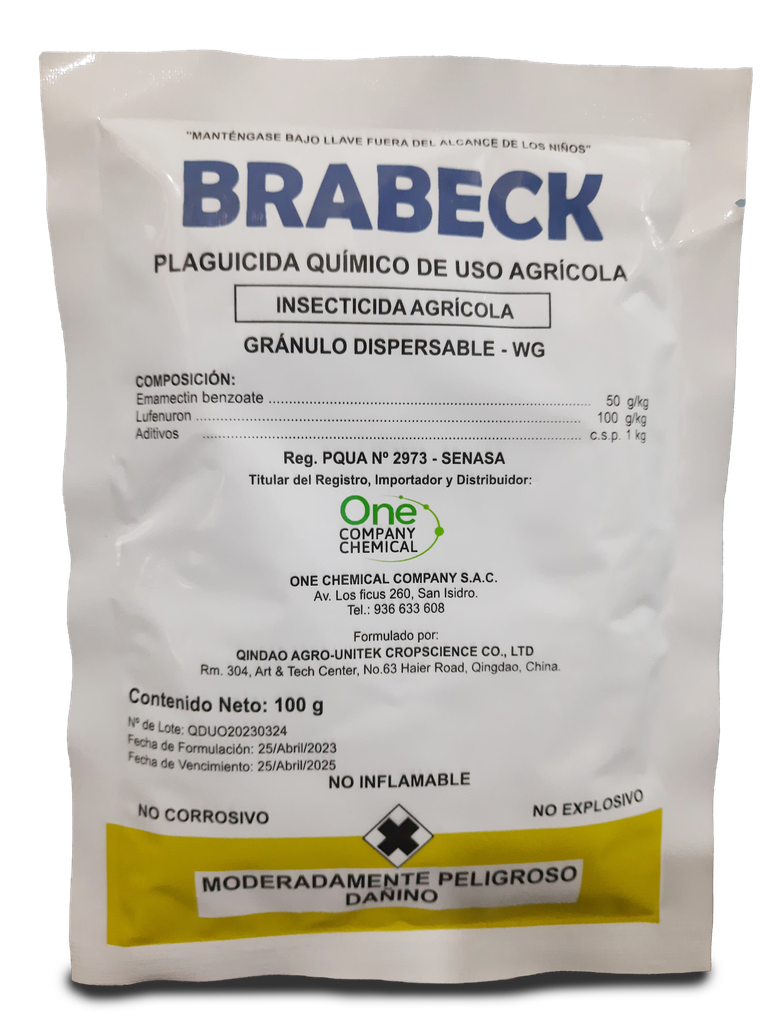 "MANTÉNGASE BAJO LLAVE FUERA DEL ALCANCE DE LOS NIÑOS"
BRABECK
PLAGUICIDA QUÍMICO DE USO AGRÍCOLA
INSECTICIDA AGRÍCOLA
GRÁNULO DISPERSABLE - WG
COMPOSICIÓN:
Emamectin benzoate ........................ 50 g/kg
Lufenuron ........................ 100 g/kg
Aditivos ........................ c.s.p. 1 kg
Reg. PQUA Nº 2973 - SENASA
Titular del Registro, Importador y Distribuidor:
One
COMPANY
CHEMICAL
ONE CHEMICAL COMPANY S.A.C.
Av. Los ficus 260, San Isidro.
Tel.: 936 633 608
Formulado por:
QINDAO AGRO-UNITEK CROPSCIENCE CO., LTD
Rm. 304, Art & Tech Center, No.63 Haier Road, Qingdao, China.
Contenido Neto: 100 g
Nº de Lote: QDUO20230324
Fecha de Formulación: 25/Abril/2023
Fecha de Vencimiento: 25/Abril/2025
NO INFLAMABLE
NO CORROSIVO NO EXPLOSIVO
MODERADAMENTE PELIGROSO
DAÑINO